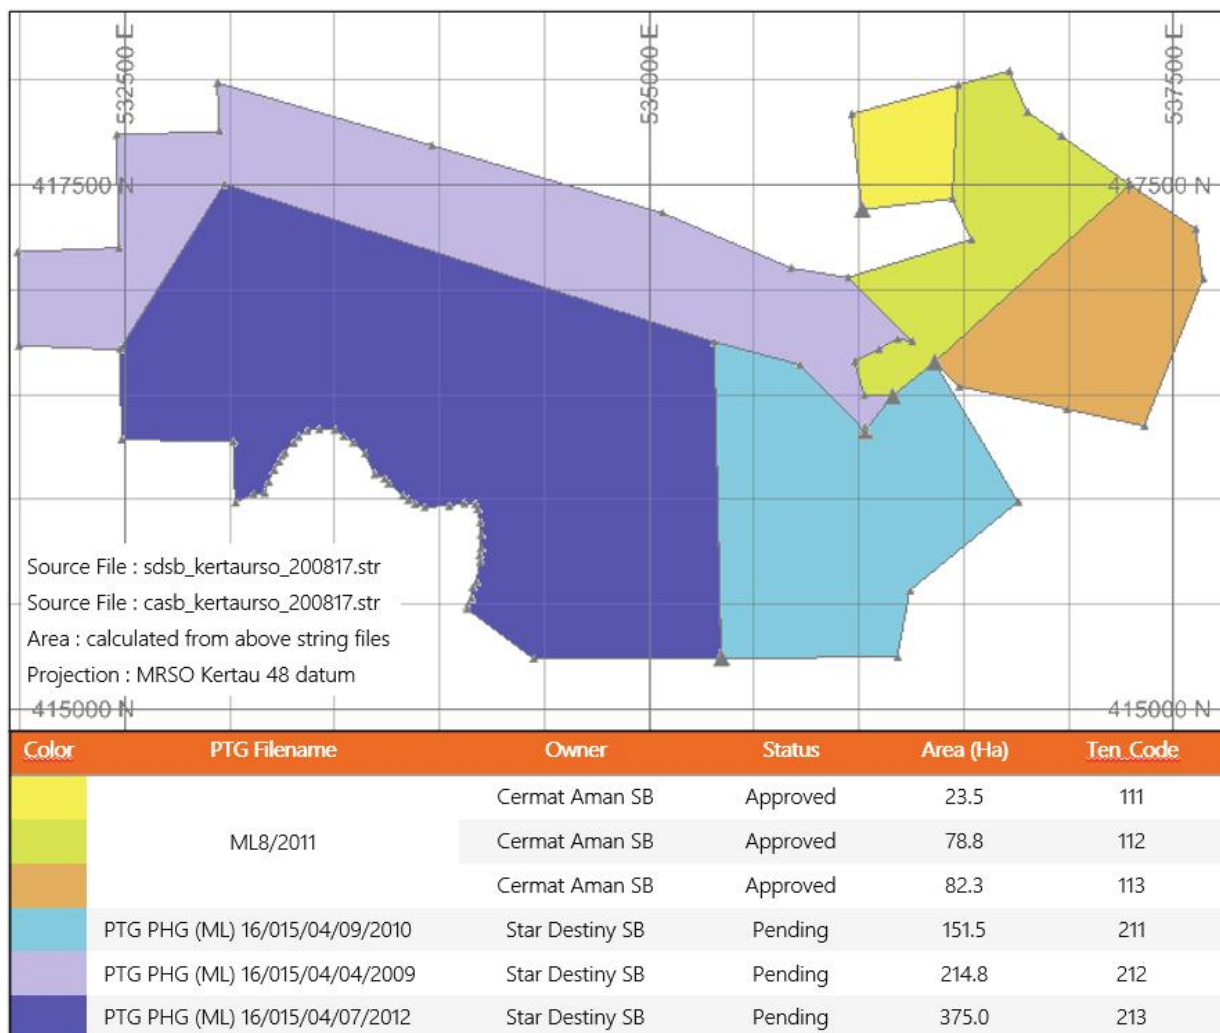 532500 E
535000 E
537500 E
417500 N
417500 N
Source File : sdsb_kertaurso_200817.str
Source File : casb_kertaurso_200817.str
Area : calculated from above string files
Projection : MRSO Kertau 48 datum
415000 N
415000 N
Color PTG Filename Owner Status Area (Ha) Ten_Code
Cermat Aman SB Approved 23.5 111
ML8/2011 Cermat Aman SB Approved 78.8 112
Cermat Aman SB Approved 82.3 113
PTG PHG (ML) 16/015/04/09/2010 Star Destiny SB Pending 151.5 211
PTG PHG (ML) 16/015/04/04/2009 Star Destiny SB Pending 214.8 212
PTG PHG (ML) 16/015/04/07/2012 Star Destiny SB Pending 375.0 213